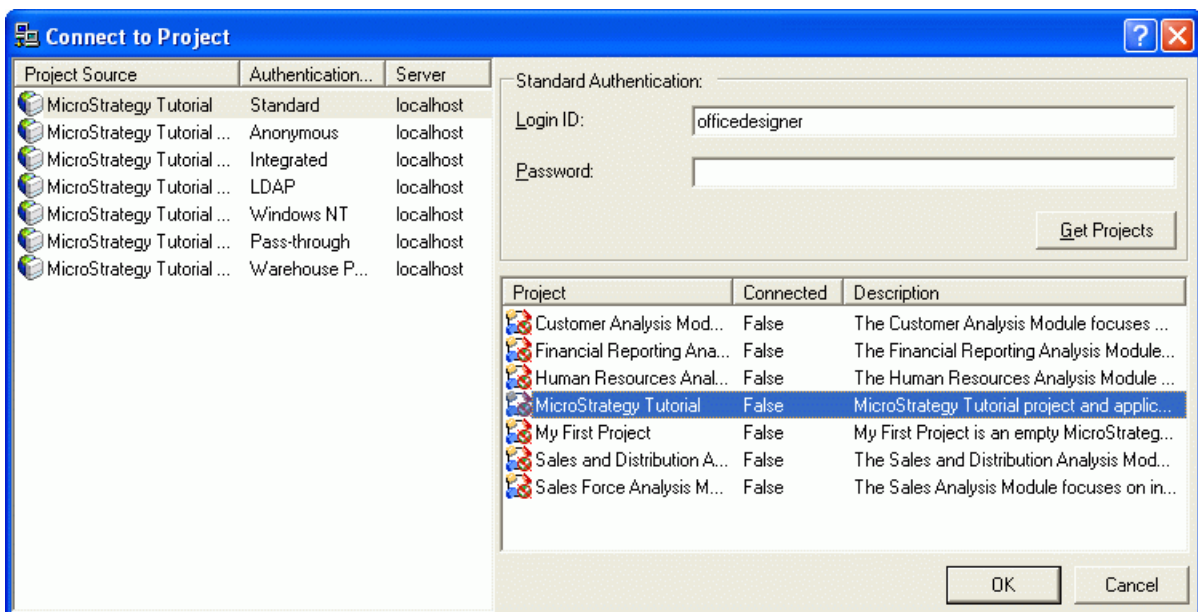 Connect to Project
Project Source Authentication... Server
MicroStrategy Tutorial Standard localhost
MicroStrategy Tutorial ... Anonymous localhost
MicroStrategy Tutorial ... Integrated localhost
MicroStrategy Tutorial ... LDAP localhost
MicroStrategy Tutorial ... Windows NT localhost
MicroStrategy Tutorial ... Pass-through localhost
MicroStrategy Tutorial ... Warehouse P... localhost
Standard Authentication:
Login ID: officedesigner
Password:
Get Projects
Project Connected Description
Customer Analysis Mod... False The Customer Analysis Module focuses ...
Financial Reporting Ana... False The Financial Reporting Analysis Module...
Human Resources Anal... False The Human Resources Analysis Module ...
MicroStrategy Tutorial False MicroStrategy Tutorial project and applic...
My First Project False My First Project is an empty MicroStrateg...
Sales and Distribution A... False The Sales and Distribution Analysis Mod...
Sales Force Analysis M... False The Sales Analysis Module focuses on in...
OK Cancel